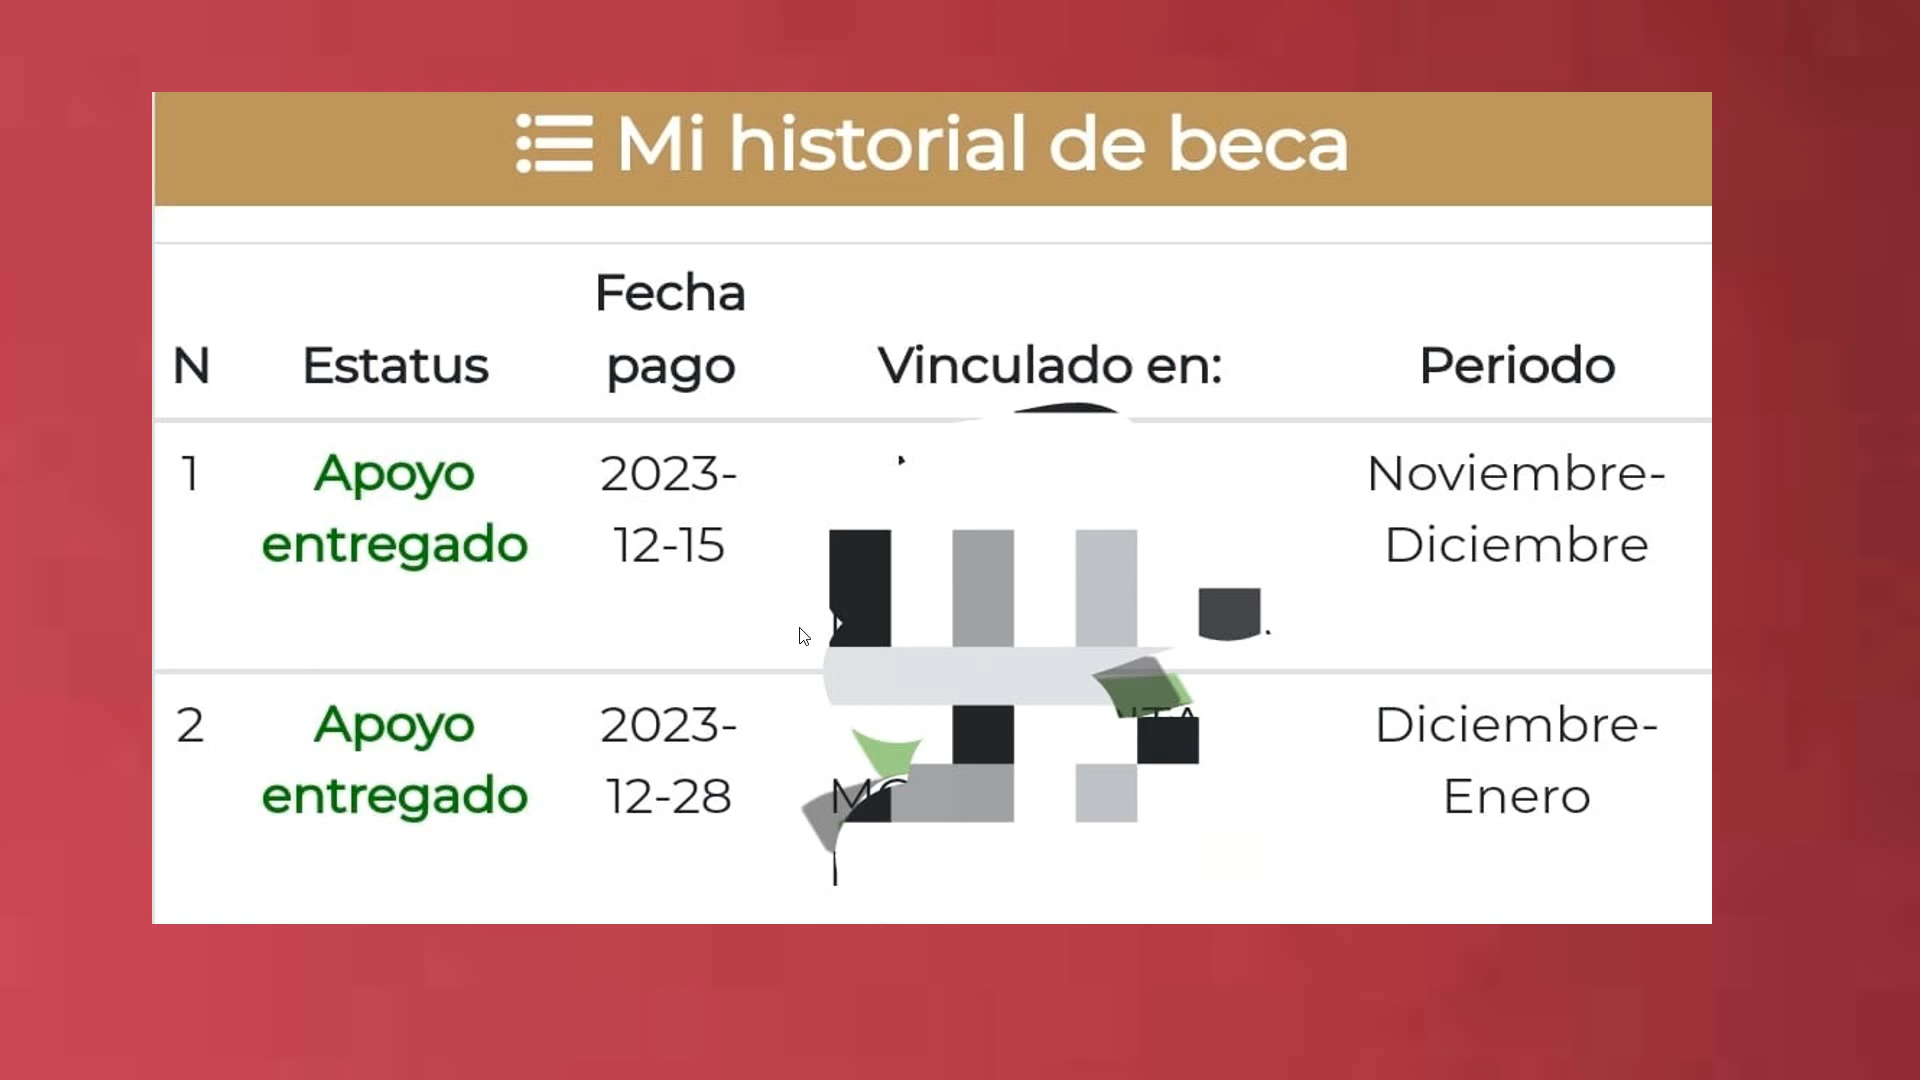 Mi historial de beca
Fecha
N Estatus pago Vinculado en: Periodo
1 Apoyo 2023- Noviembre-
entregado 12-15 Diciembre
2 Apoyo 2023- Diciembre-
entregado 12-28 Enero